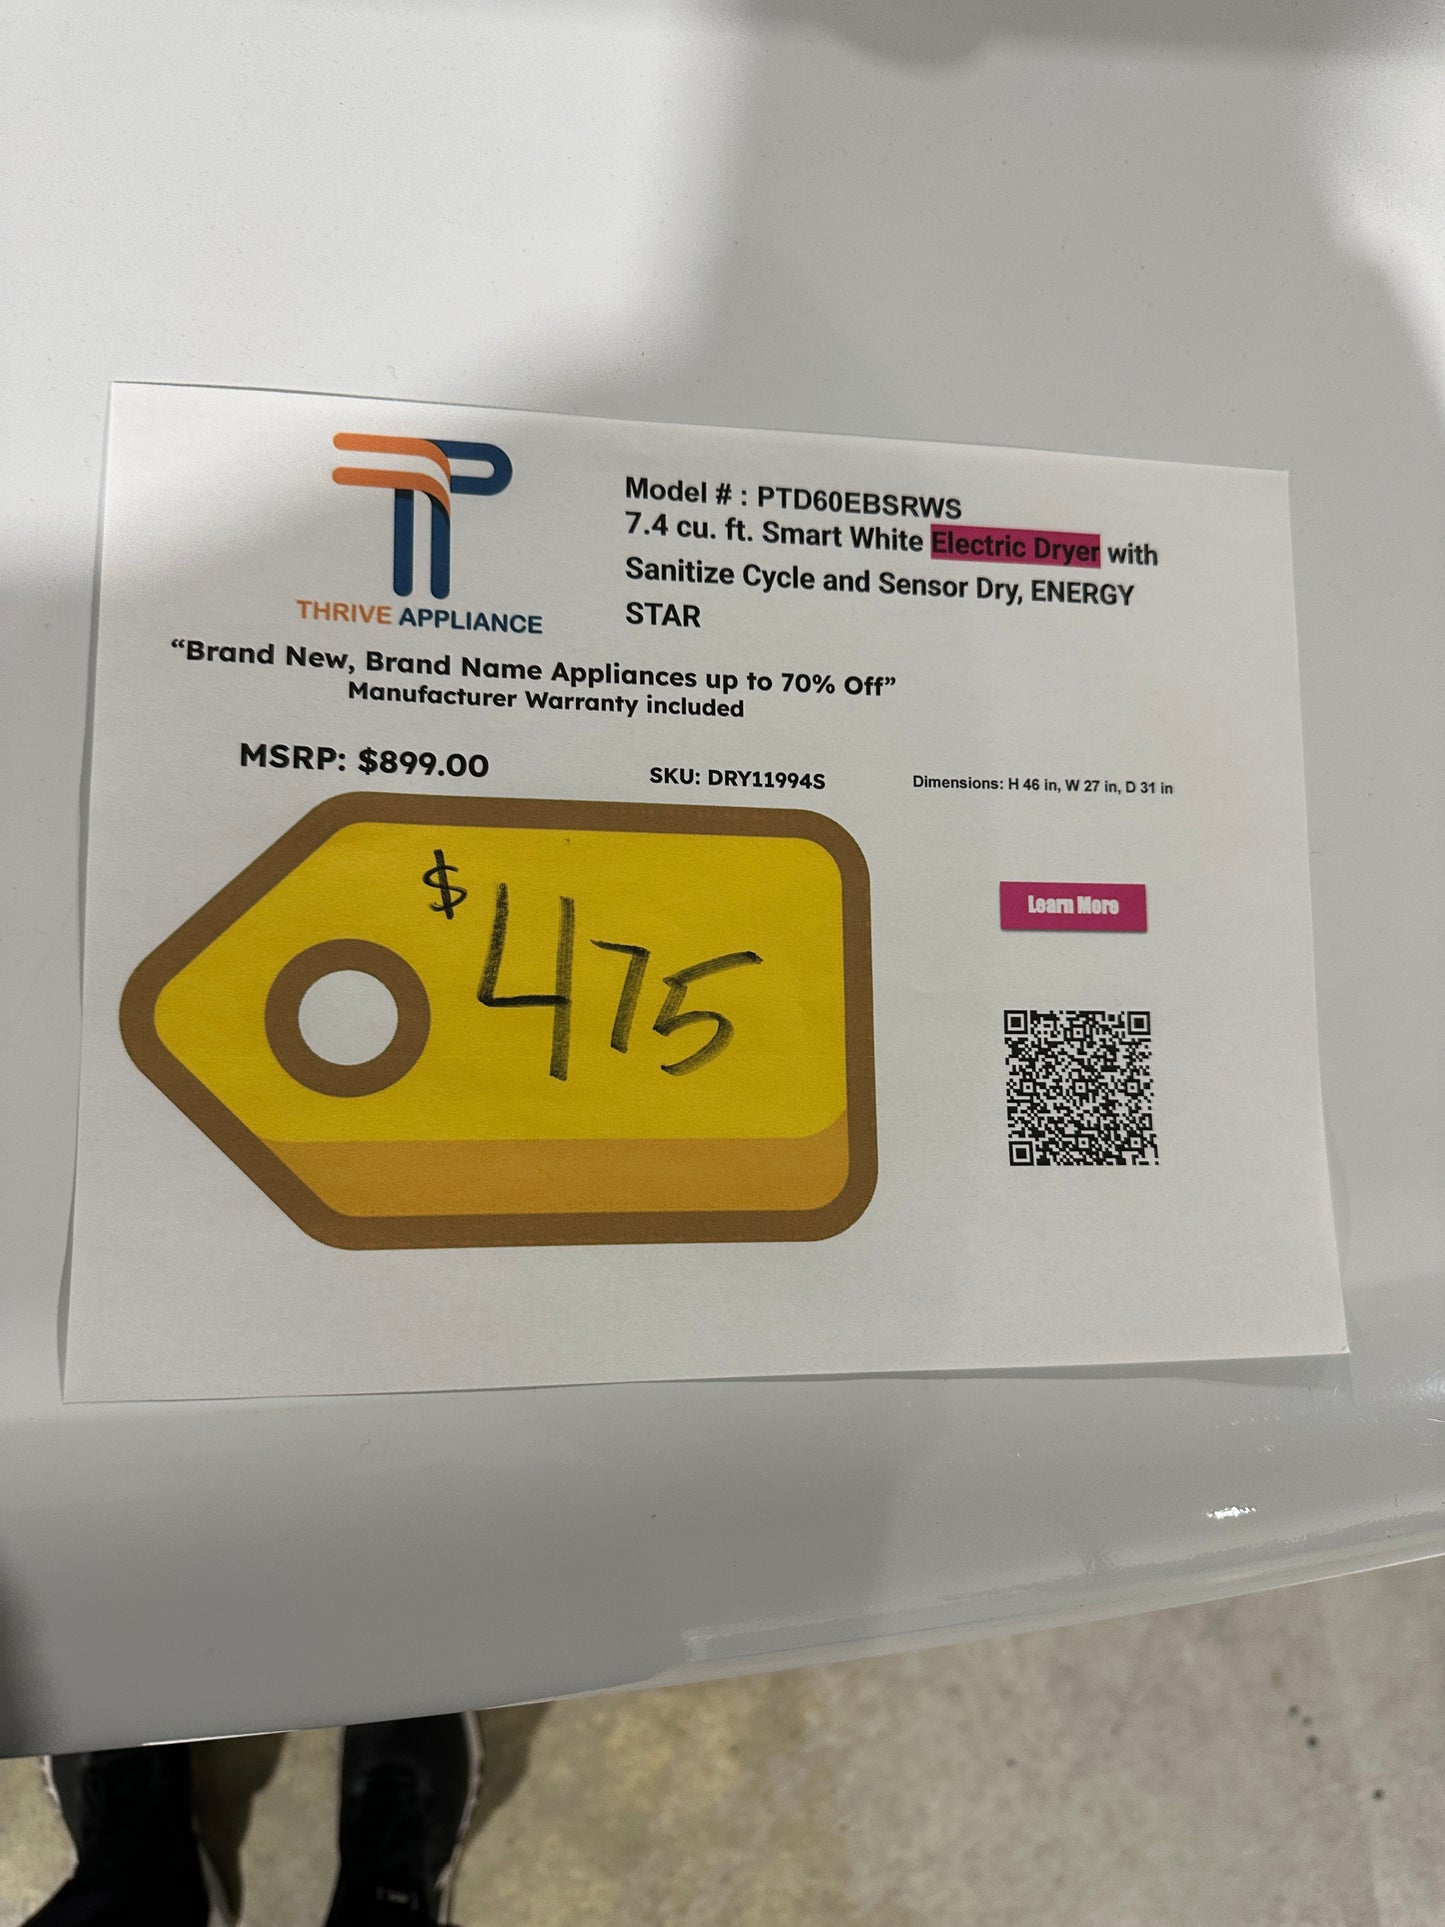 THRIVE APPLIANCE
Model # : PTD60EBSRWS
7.4 cu. ft. Smart White Electric Dryer with
Sanitize Cycle and Sensor Dry, ENERGY
STAR
“Brand New, Brand Name Appliances up to 70% Off”
Manufacturer Warranty included
MSRP: $899.00
SKU: DRY11994S
Dimensions: H 46 in, W 27 in, D 31 in
$475
Learn More